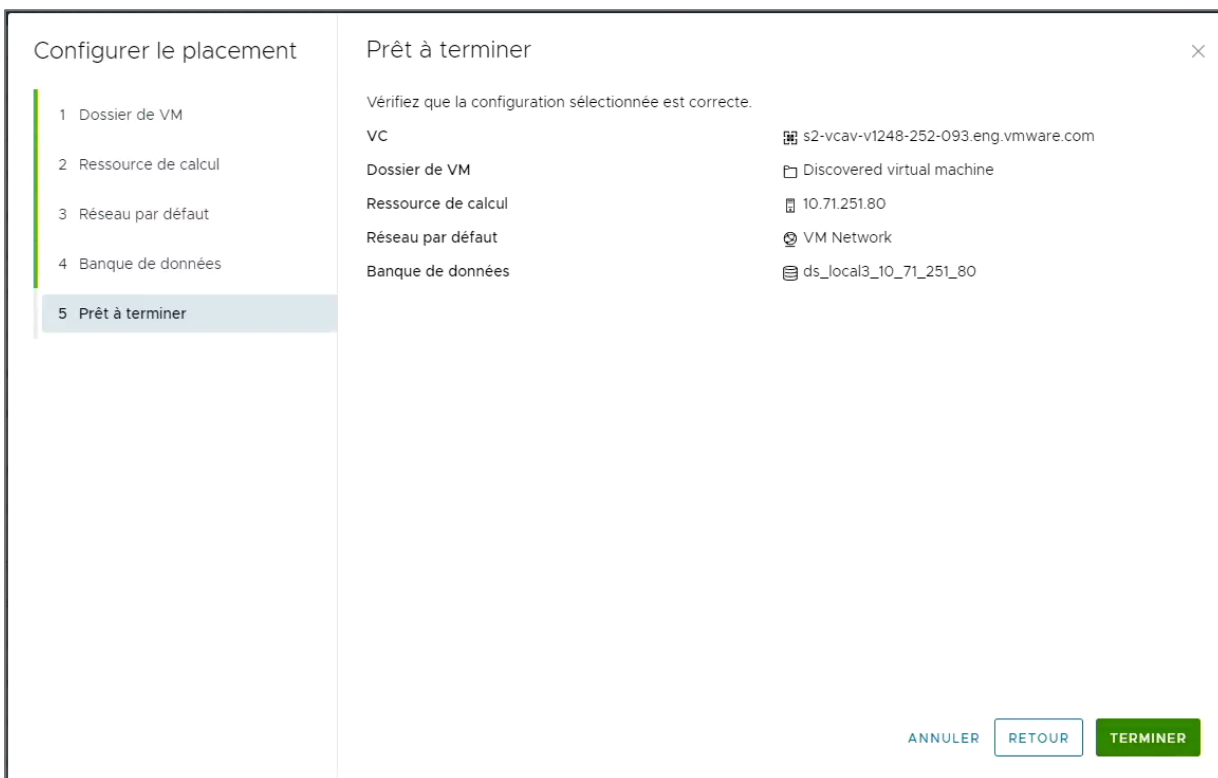 Configurer le placement
1 Dossier de VM
2 Ressource de calcul
3 Réseau par défaut
4 Banque de données
5 Prêt à terminer
Prêt à terminer
Vérifiez que la configuration sélectionnée est correcte.
VC s2-vcav-v1248-252-093.eng.vmware.com
Dossier de VM Discovered virtual machine
Ressource de calcul 10.71.251.80
Réseau par défaut VM Network
Banque de données ds_local3_10_71_251_80
ANNULER RETOUR TERMINER